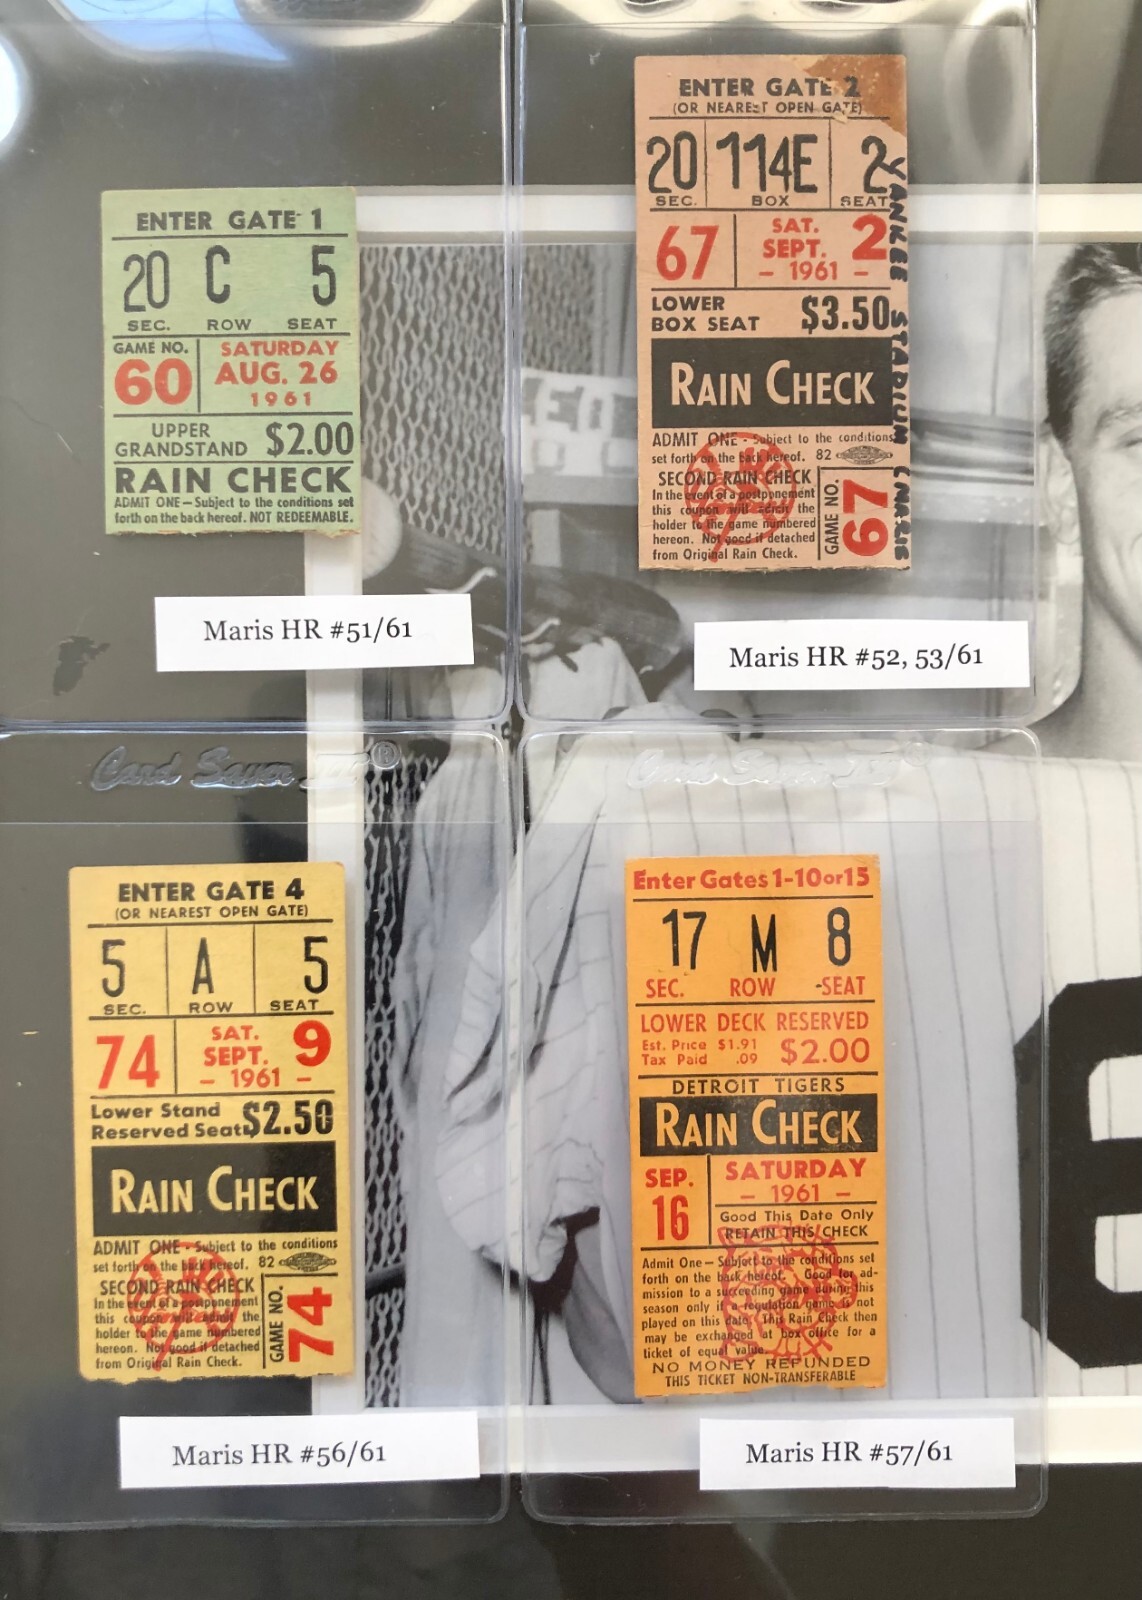 ENTER GATE 1
20 C 5
SEC. ROW SEAT
GAME NO.
60
SATURDAY
AUG. 26
1961
UPPER
GRANDSTAND $2.00
RAIN CHECK
ADMIT ONE — Subject to the conditions set
forth on the back hereof. NOT REDEEMABLE.
Maris HR #51/61
ENTER GATE 2
(OR NEAREST OPEN GATE)
20 114E 2
SEC. BOX SEAT
67
SAT.
SEPT. 2
- 1961 -
LOWER
BOX SEAT $3.50
RAIN CHECK
ADMIT ONE - Subject to the conditions
set forth on the back hereof. 82
SECOND RAIN CHECK
In the event of a postponement
this coupon will admit the
holder to the game numbered
hereon. Not good if detached
from Original Rain Check.
GAME NO.
67
YANKEE STADIUM (MARIS
Maris HR #52, 53/61
Card Saver
ENTER GATE 4
(OR NEAREST OPEN GATE)
5 A 5
SEC. ROW SEAT
74
SAT.
SEPT. 9
- 1961 -
Lower Stand
Reserved Seat $2.50
RAIN CHECK
ADMIT ONE - Subject to the conditions
set forth on the back hereof. 82
SECOND RAIN CHECK
In the event of a postponement
this coupon will admit the
holder to the game numbered
hereon. Not good if detached
from Original Rain Check.
GAME NO.
74
Maris HR #56/61
Card Saver
Enter Gates 1-10 or 15
17 M 8
SEC. ROW SEAT
LOWER DECK RESERVED
Est. Price $1.91
Tax Paid .09 $2.00
DETROIT TIGERS
RAIN CHECK
SEP.
16
SATURDAY
- 1961 -
Good This Date Only
RETAIN THIS CHECK
Admit One — Subject to the conditions set
forth on the back hereof. Good for ad-
mission to a succeeding game during this
season only if a regulation game is not
played on this date. This Rain Check then
may be exchanged at box office for a
ticket of equal value.
NO MONEY REFUNDED
THIS TICKET NON-TRANSFERABLE
Maris HR #57/61